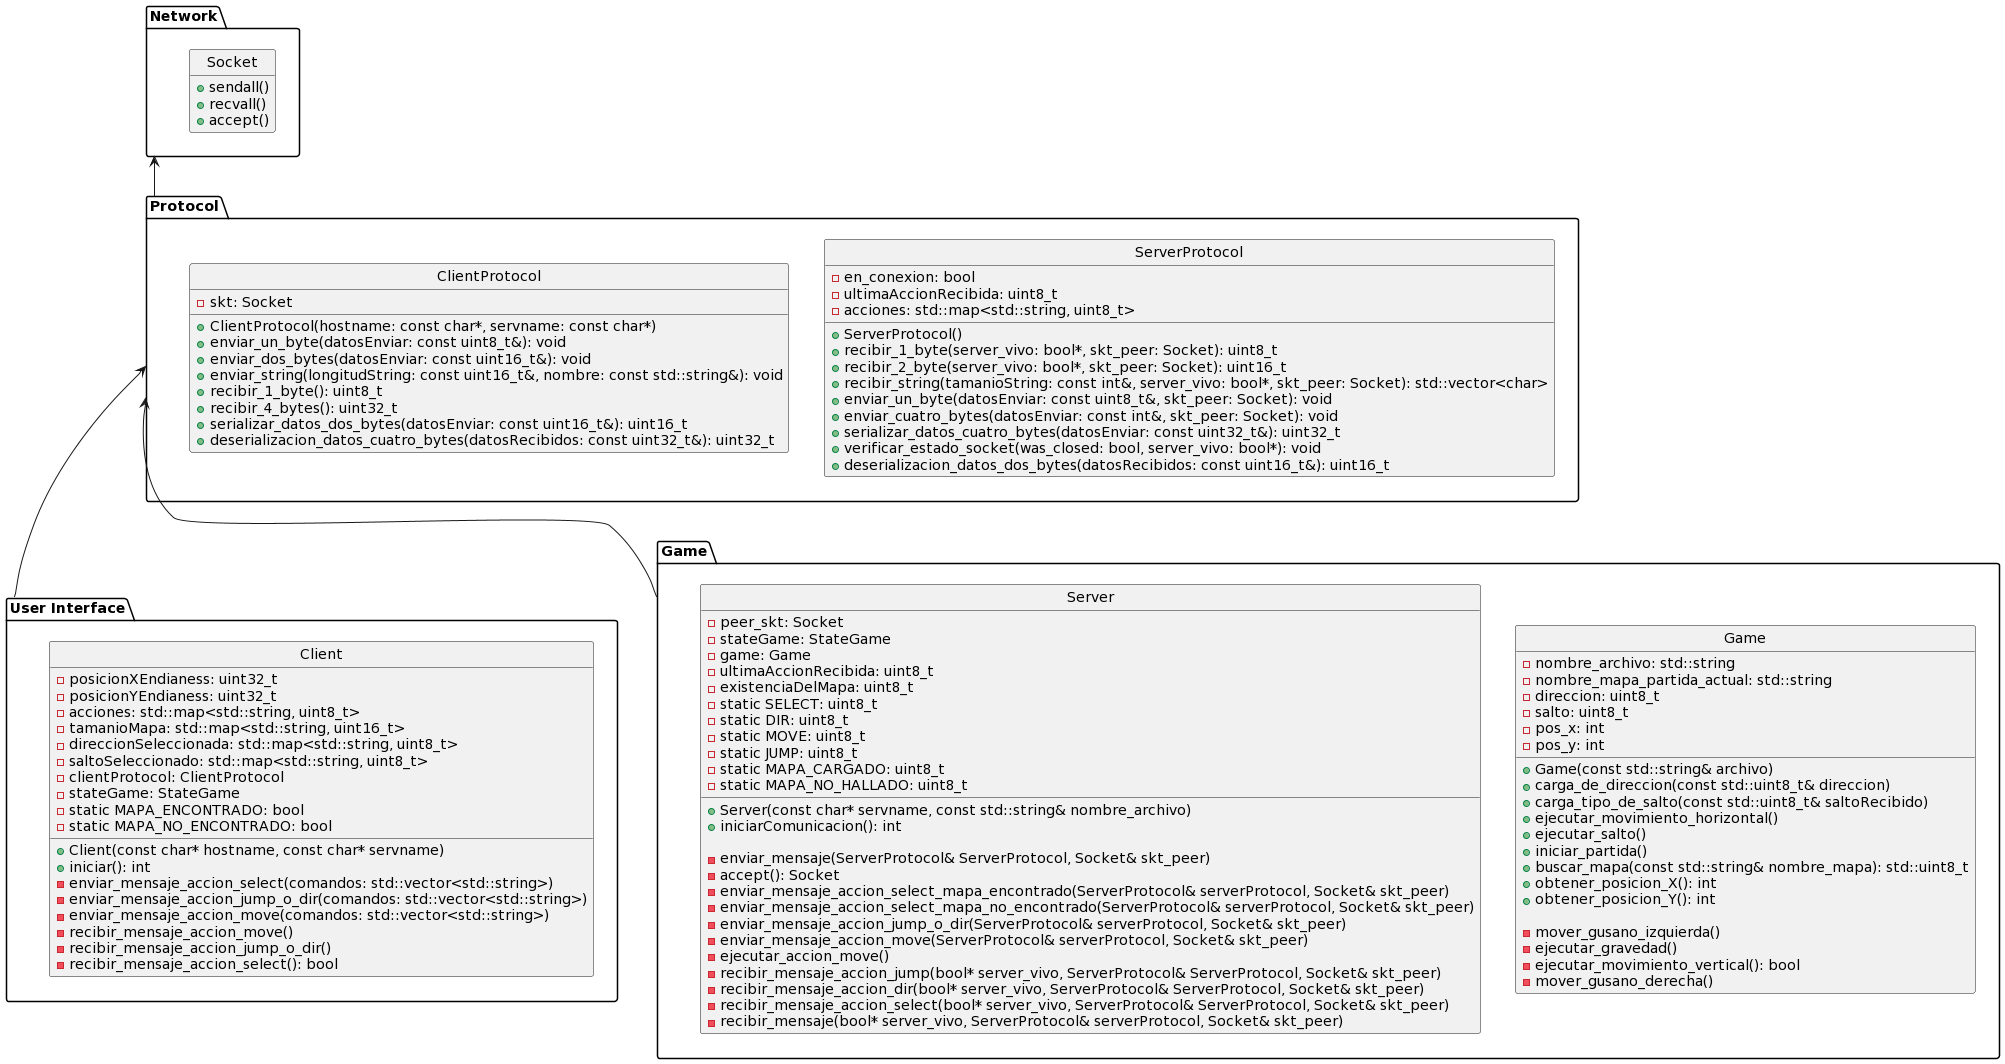 Network
Socket
sendall()
recvall()
accept()
Protocol
ClientProtocol
skt: Socket
ClientProtocol(hostname: const char*, servname: const char*)
enviar_un_byte(datosEnviar: const uint8_t&): void
enviar_dos_bytes(datosEnviar: const uint16_t&): void
enviar_string(longitudString: const uint16_t&, nombre: const std::string&): void
recibir_1_byte(): uint8_t
recibir_4_bytes(): uint32_t
serializar_datos_dos_bytes(datosEnviar: const uint16_t&): uint16_t
deserializacion_datos_cuatro_bytes(datosRecibidos: const uint32_t&): uint32_t
ServerProtocol
en_conexion: bool
ultimaAccionRecibida: uint8_t
acciones: std::map<std::string, uint8_t>
ServerProtocol()
recibir_1_byte(server_vivo: bool*, skt_peer: Socket): uint8_t
recibir_2_byte(server_vivo: bool*, skt_peer: Socket): uint16_t
recibir_string(tamanioString: const int&, server_vivo: bool*, skt_peer: Socket): std::vector<char>
enviar_un_byte(datosEnviar: const uint8_t&, skt_peer: Socket): void
enviar_cuatro_bytes(datosEnviar: const int&, skt_peer: Socket): void
serializar_datos_cuatro_bytes(datosEnviar: const uint32_t&): uint32_t
verificar_estado_socket(was_closed: bool, server_vivo: bool*): void
deserializacion_datos_dos_bytes(datosRecibidos: const uint16_t&): uint16_t
User Interface
Client
posicionXEndianess: uint32_t
posicionYEndianess: uint32_t
acciones: std::map<std::string, uint8_t>
tamanioMapa: std::map<std::string, uint16_t>
direccionSeleccionada: std::map<std::string, uint8_t>
saltoSeleccionado: std::map<std::string, uint8_t>
clientProtocol: ClientProtocol
stateGame: StateGame
static MAPA_ENCONTRADO: bool
static MAPA_NO_ENCONTRADO: bool
Client(const char* hostname, const char* servname)
iniciar(): int
enviar_mensaje_accion_select(comandos: std::vector<std::string>)
enviar_mensaje_accion_jump_o_dir(comandos: std::vector<std::string>)
enviar_mensaje_accion_move(comandos: std::vector<std::string>)
recibir_mensaje_accion_move()
recibir_mensaje_accion_jump_o_dir()
recibir_mensaje_accion_select(): bool
Game
Server
peer_skt: Socket
stateGame: StateGame
game: Game
ultimaAccionRecibida: uint8_t
existenciaDelMapa: uint8_t
static SELECT: uint8_t
static DIR: uint8_t
static MOVE: uint8_t
static JUMP: uint8_t
static MAPA_CARGADO: uint8_t
static MAPA_NO_HALLADO: uint8_t
Server(const char* servname, const std::string& nombre_archivo)
iniciarComunicacion(): int
enviar_mensaje(ServerProtocol& ServerProtocol, Socket& skt_peer)
accept(): Socket
enviar_mensaje_accion_select_mapa_encontrado(ServerProtocol& serverProtocol, Socket& skt_peer)
enviar_mensaje_accion_select_mapa_no_encontrado(ServerProtocol& serverProtocol, Socket& skt_peer)
enviar_mensaje_accion_jump_o_dir(ServerProtocol& serverProtocol, Socket& skt_peer)
enviar_mensaje_accion_move(ServerProtocol& serverProtocol, Socket& skt_peer)
ejecutar_accion_move()
recibir_mensaje_accion_jump(bool* server_vivo, ServerProtocol& ServerProtocol, Socket& skt_peer)
recibir_mensaje_accion_dir(bool* server_vivo, ServerProtocol& ServerProtocol, Socket& skt_peer)
recibir_mensaje_accion_select(bool* server_vivo, ServerProtocol& ServerProtocol, Socket& skt_peer)
recibir_mensaje(bool* server_vivo, ServerProtocol& serverProtocol, Socket& skt_peer)
Game
nombre_archivo: std::string
nombre_mapa_partida_actual: std::string
direccion: uint8_t
salto: uint8_t
pos_x: int
pos_y: int
Game(const std::string& archivo)
carga_de_direccion(const std::uint8_t& direccion)
carga_tipo_de_salto(const std::uint8_t& saltoRecibido)
ejecutar_movimiento_horizontal()
ejecutar_salto()
iniciar_partida()
buscar_mapa(const std::string& nombre_mapa): std::uint8_t
obtener_posicion_X(): int
obtener_posicion_Y(): int
mover_gusano_izquierda()
ejecutar_gravedad()
ejecutar_movimiento_vertical(): bool
mover_gusano_derecha()